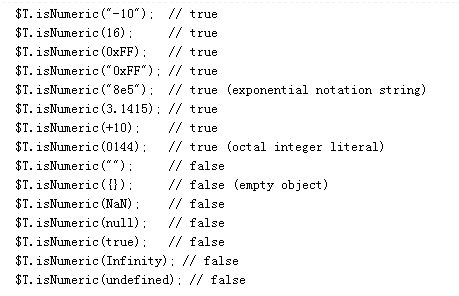 $T.isNumeric("-10");  // true
$T.isNumeric(16);     // true
$T.isNumeric(0xFF);   // true
$T.isNumeric("0xFF"); // true
$T.isNumeric("8e5");  // true (exponential notation string)
$T.isNumeric(3.1415); // true
$T.isNumeric(+10);    // true
$T.isNumeric(0144);   // true (octal integer literal)
$T.isNumeric("");     // false
$T.isNumeric({});     // false (empty object)
$T.isNumeric(NaN);    // false
$T.isNumeric(null);   // false
$T.isNumeric(true);   // false
$T.isNumeric(Infinity); // false
$T.isNumeric(undefined); // false